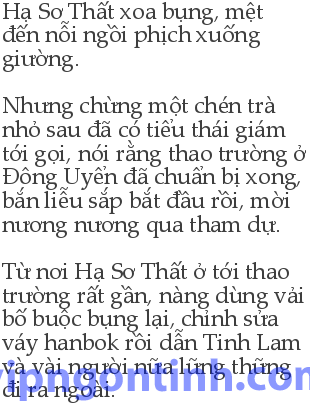 Hạ Sơ Thất xoa bụng, mệt
đến nỗi ngồi phịch xuống
giường.
Nhưng chừng một chén trà
nhỏ sau đã có tiểu thái giám
tới gọi, nói rằng thao trường ở
Đông Uyển đã chuẩn bị xong,
bắn liễu sắp bắt đầu rồi, mời
nương nương qua tham dự.
Từ nơi Hạ Sơ Thất ở tới thao
trường rất gần, nàng dùng vải
bố buộc bụng lại, chỉnh sửa
váy hanbok rồi dẫn Tinh Lam
và vài người nữa lững thững
đi ra ngoài.
vipngontinh.com